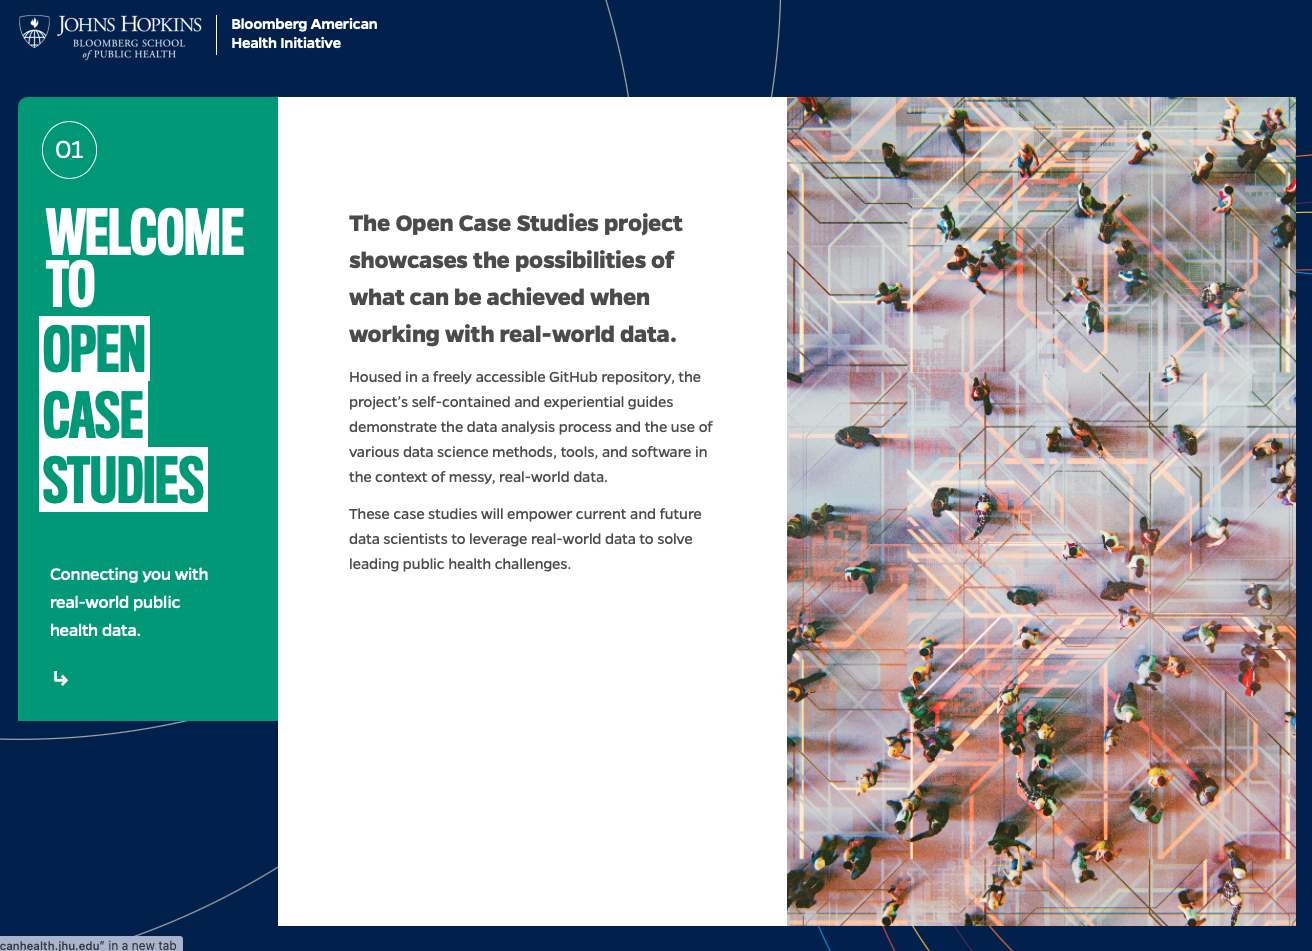 JOHNS HOPKINS
BLOOMBERG SCHOOL
of PUBLIC HEALTH
Bloomberg American
Health Initiative
01
WELCOME
TO
OPEN
CASE
STUDIES
Connecting you with
real-world public
health data.
The Open Case Studies project
showcases the possibilities of
what can be achieved when
working with real-world data.
Housed in a freely accessible GitHub repository, the
project's self-contained and experiential guides
demonstrate the data analysis process and the use of
various data science methods, tools, and software in
the context of messy, real-world data.
These case studies will empower current and future
data scientists to leverage real-world data to solve
leading public health challenges.
canhealth.jhu.edu" in a new tab